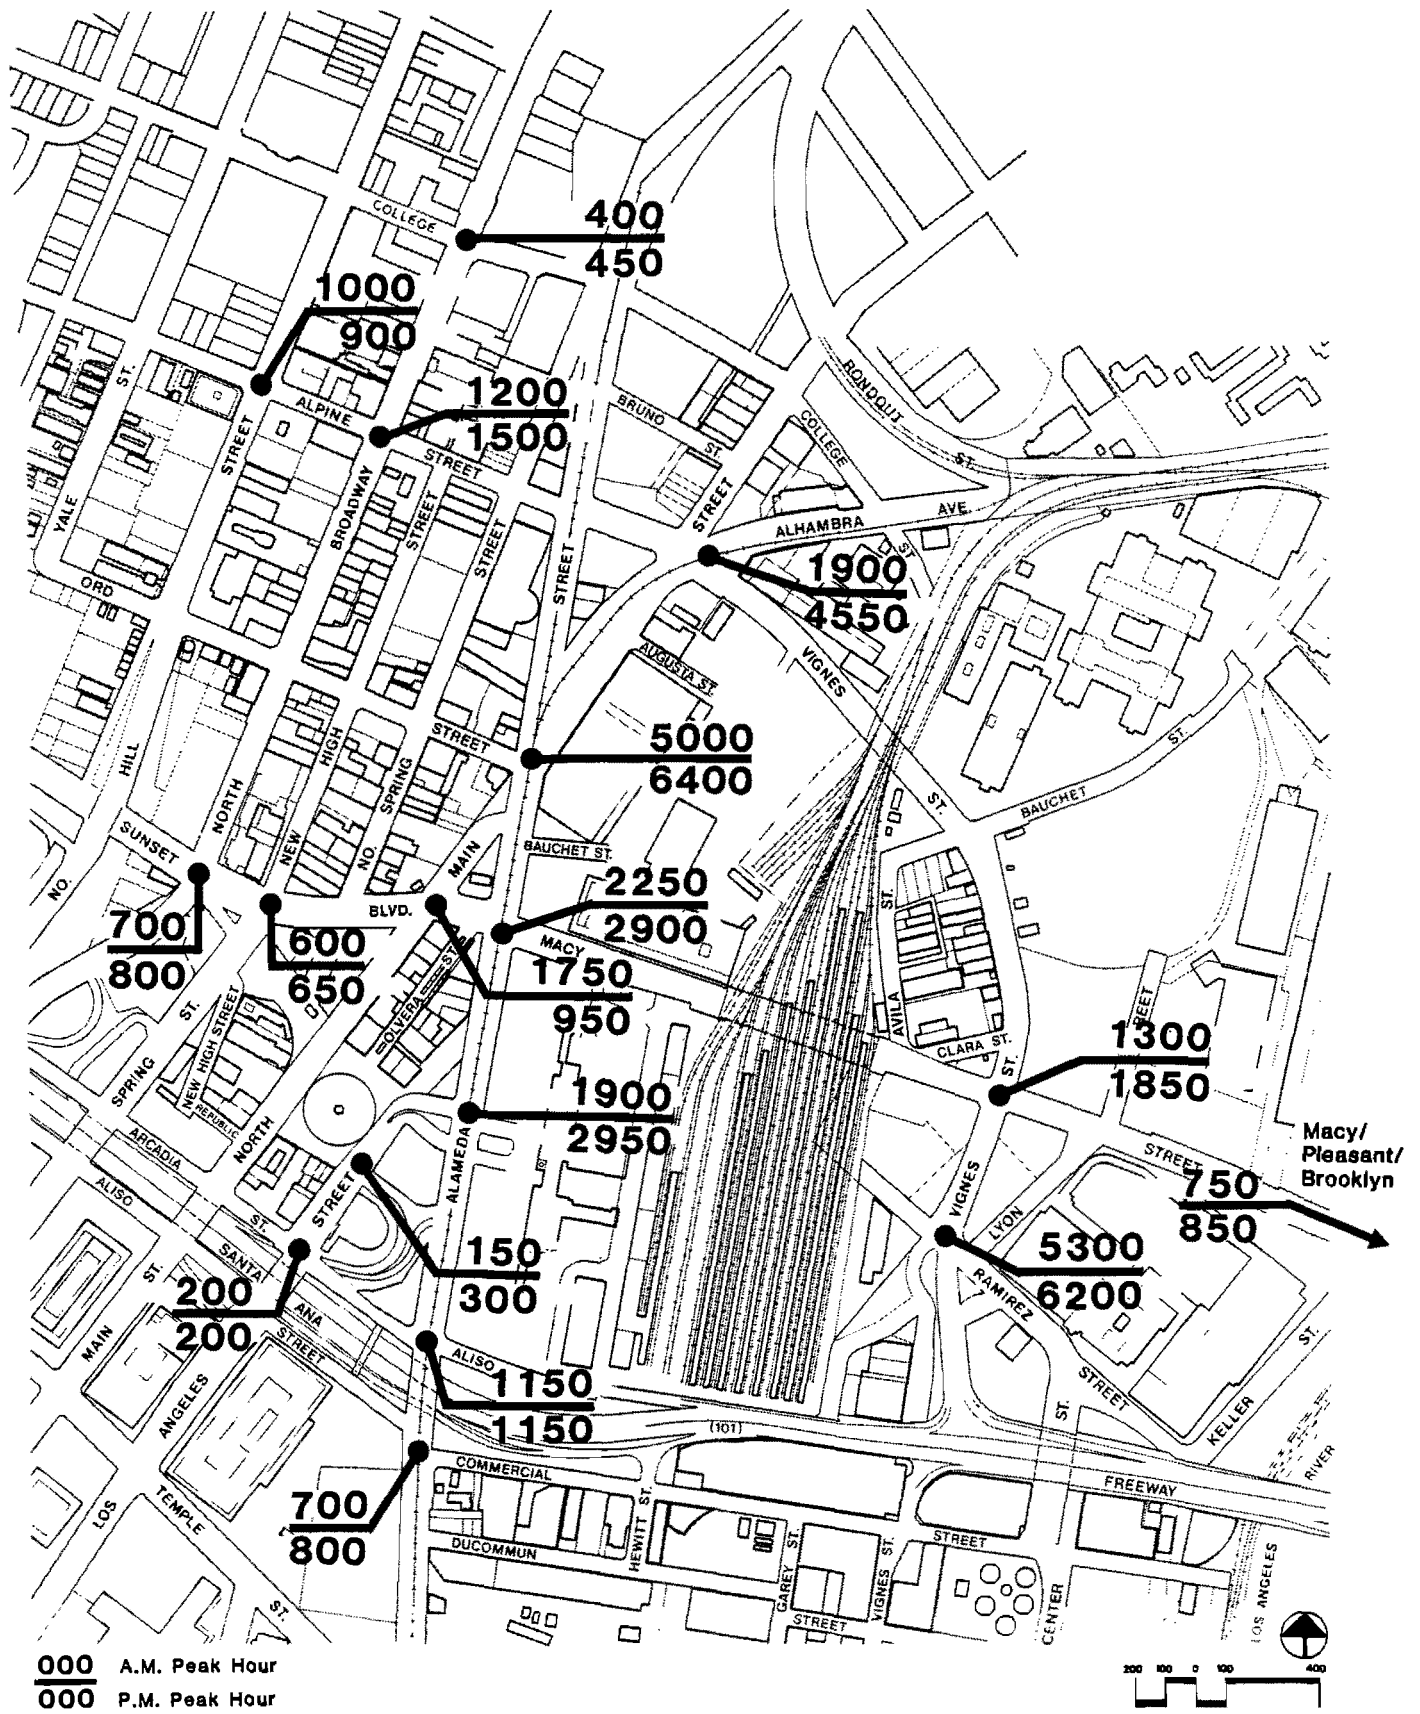 COLLEGE
400
450
1000
900
ST.
1200
1500
ALPINE
STREET
BRUNO
ST.
RONDOUT
ST.
COLLEGE
ST.
STREET
BROADWAY
STREET
STREET
STREET
STREET
ALHAMBRA
AVE.
YALE
ORD
1900
4550
VIGNES
ST.
AUGUSTA ST.
HIGH
STREET
5000
6400
HILL
NORTH
SPRING
BAUCHET
ST.
SUNSET
NEW
NO.
MAIN
BAUCHET ST.
NO.
BLVD.
2250
2900
ST.
700
800
600
650
MACY
1750
950
OLVERA ST.
AVILA
CLARA ST.
ST.
REET
1300
1850
ST.
NEW HIGH STREET
SPRING
REPUBLIC
NORTH
1900
2950
ARCADIA
ST.
ALISO
STREET
ALAMEDA
VIGNES
LYON
STREET
Macy/
Pleasant/
Brooklyn
750
850
SANTA
ANA
STREET
ST.
200
200
150
300
5300
6200
RAMIREZ
STREET
MAIN
ANGELES
ALISO
1150
1150
ST.
KELLER
ST.
(101)
FREEWAY
RIVER
LOS
TEMPLE
ST.
700
800
COMMERCIAL
HEWITT ST.
DUCOMMUN
GAREY ST.
STREET
VIGNES ST.
STREET
CENTER
LOS ANGELES
000 A.M. Peak Hour
000 P.M. Peak Hour
200 100 0 100 400